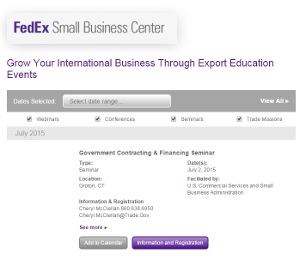 FedEx Small Business Center
Grow Your International Business Through Export Education
Events
Dates Selected: Select date range... View All ▸
Webinars Conferences Seminars Trade Missions
July 2015
Government Contracting & Financing Seminar
Type: Date(s):
Seminar July 2, 2015
Location: Facilitated by:
Groton, CT U.S. Commercial Services and Small
Business Administration
Information & Registration
Cheryl McClellan 860.638.6950
Cheryl.McClellan@Trade.Gov
See more ▸
Add to Calendar Information and Registration